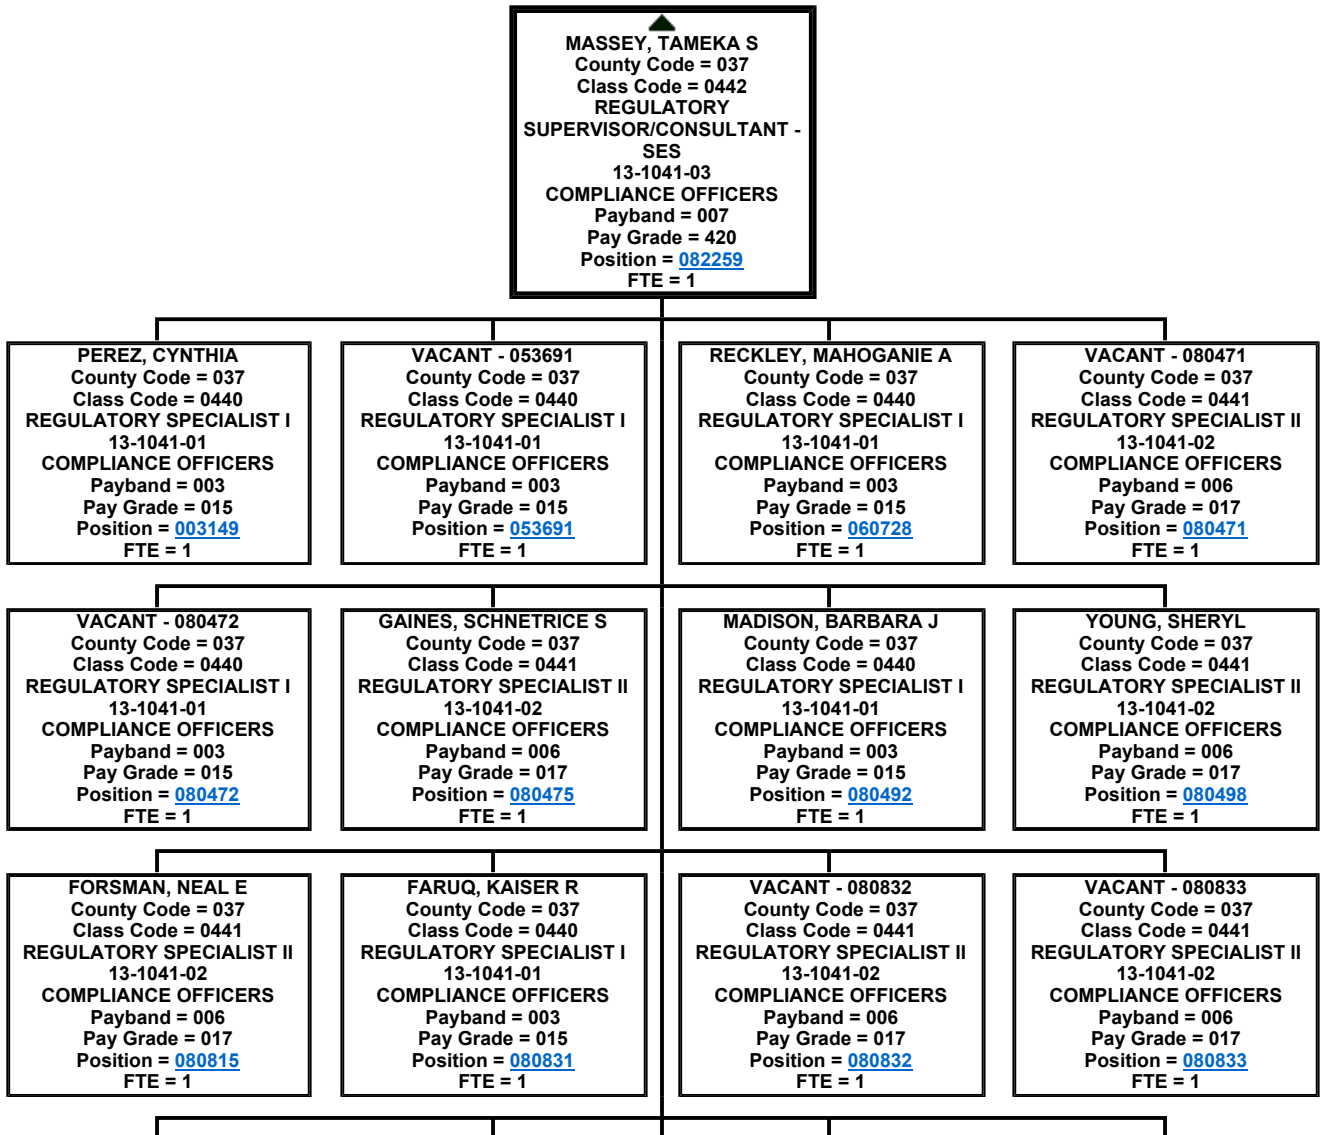 MASSEY, TAMEKA S
County Code = 037
Class Code = 0442
REGULATORY
SUPERVISOR/CONSULTANT -
SES
13-1041-03
COMPLIANCE OFFICERS
Payband = 007
Pay Grade = 420
Position = 082259
FTE = 1
PEREZ, CYNTHIA
County Code = 037
Class Code = 0440
REGULATORY SPECIALIST I
13-1041-01
COMPLIANCE OFFICERS
Payband = 003
Pay Grade = 015
Position = 003149
FTE = 1
VACANT - 053691
County Code = 037
Class Code = 0440
REGULATORY SPECIALIST I
13-1041-01
COMPLIANCE OFFICERS
Payband = 003
Pay Grade = 015
Position = 053691
FTE = 1
RECKLEY, MAHOGANIE A
County Code = 037
Class Code = 0440
REGULATORY SPECIALIST I
13-1041-01
COMPLIANCE OFFICERS
Payband = 003
Pay Grade = 015
Position = 060728
FTE = 1
VACANT - 080471
County Code = 037
Class Code = 0441
REGULATORY SPECIALIST II
13-1041-02
COMPLIANCE OFFICERS
Payband = 006
Pay Grade = 017
Position = 080471
FTE = 1
VACANT - 080472
County Code = 037
Class Code = 0440
REGULATORY SPECIALIST I
13-1041-01
COMPLIANCE OFFICERS
Payband = 003
Pay Grade = 015
Position = 080472
FTE = 1
GAINES, SCHNETRICE S
County Code = 037
Class Code = 0441
REGULATORY SPECIALIST II
13-1041-02
COMPLIANCE OFFICERS
Payband = 006
Pay Grade = 017
Position = 080475
FTE = 1
MADISON, BARBARA J
County Code = 037
Class Code = 0440
REGULATORY SPECIALIST I
13-1041-01
COMPLIANCE OFFICERS
Payband = 003
Pay Grade = 015
Position = 080492
FTE = 1
YOUNG, SHERYL
County Code = 037
Class Code = 0441
REGULATORY SPECIALIST II
13-1041-02
COMPLIANCE OFFICERS
Payband = 006
Pay Grade = 017
Position = 080498
FTE = 1
FORSMAN, NEAL E
County Code = 037
Class Code = 0441
REGULATORY SPECIALIST II
13-1041-02
COMPLIANCE OFFICERS
Payband = 006
Pay Grade = 017
Position = 080815
FTE = 1
FARUQ, KAISER R
County Code = 037
Class Code = 0440
REGULATORY SPECIALIST I
13-1041-01
COMPLIANCE OFFICERS
Payband = 003
Pay Grade = 015
Position = 080831
FTE = 1
VACANT - 080832
County Code = 037
Class Code = 0441
REGULATORY SPECIALIST II
13-1041-02
COMPLIANCE OFFICERS
Payband = 006
Pay Grade = 017
Position = 080832
FTE = 1
VACANT - 080833
County Code = 037
Class Code = 0441
REGULATORY SPECIALIST II
13-1041-02
COMPLIANCE OFFICERS
Payband = 006
Pay Grade = 017
Position = 080833
FTE = 1